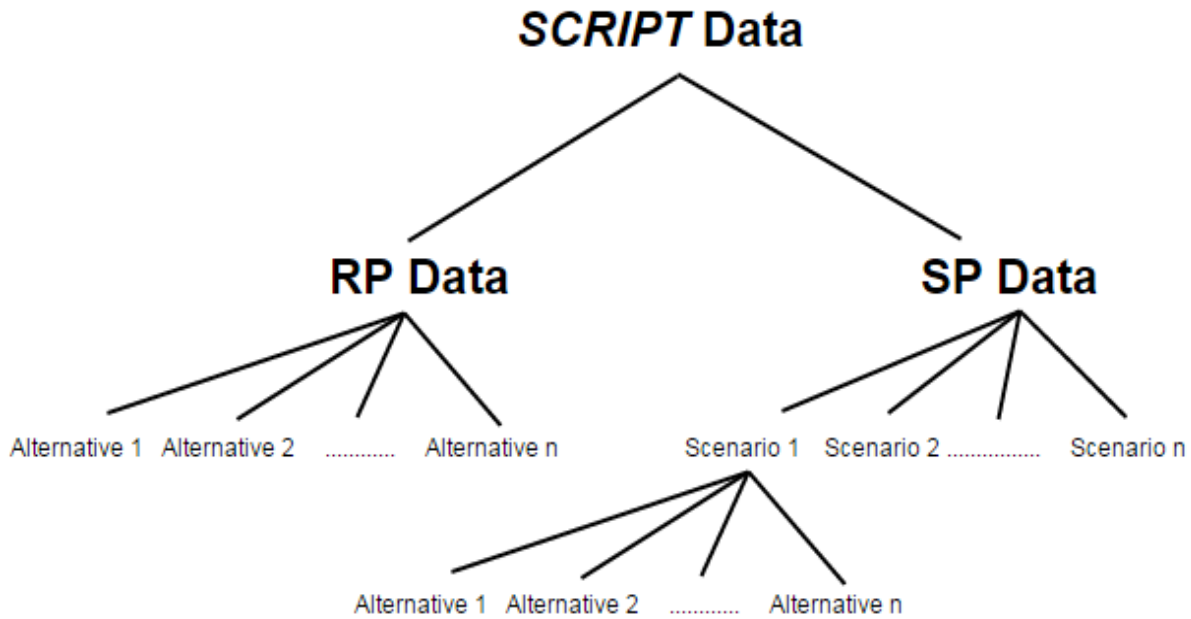 SCRIPT Data
RP Data SP Data
Alternative 1 Alternative 2 ............ Alternative n Scenario 1 Scenario 2 ................ Scenario n
Alternative 1 Alternative 2 ............ Alternative n